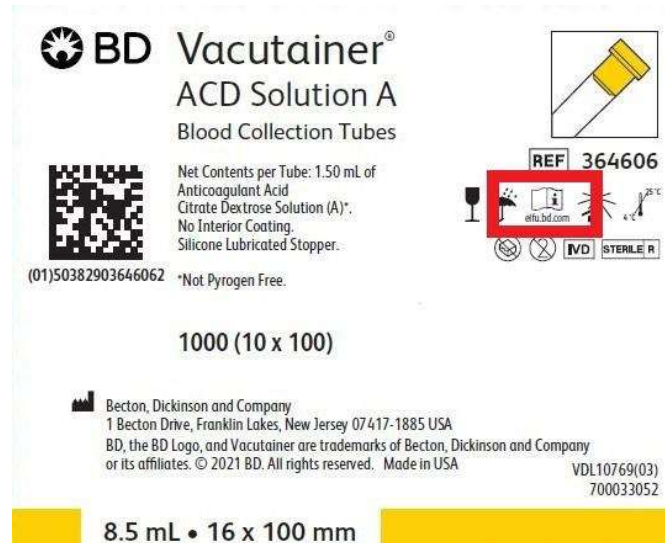 BD Vacutainer®
ACD Solution A
Blood Collection Tubes
Net Contents per Tube: 1.50 mL of
Anticoagulant Acid
Citrate Dextrose Solution (A)*.
No Interior Coating.
Silicone Lubricated Stopper.
*Not Pyrogen Free.
(01)50382903646062
REF 364606
eifu.bd.com
25°C
4°C
2
IVD STERILE R
1000 (10 x 100)
Becton, Dickinson and Company
1 Becton Drive, Franklin Lakes, New Jersey 07417-1885 USA
BD, the BD Logo, and Vacutainer are trademarks of Becton, Dickinson and Company
or its affiliates. © 2021 BD. All rights reserved. Made in USA
VDL10769(03)
700033052
8.5 mL • 16 x 100 mm